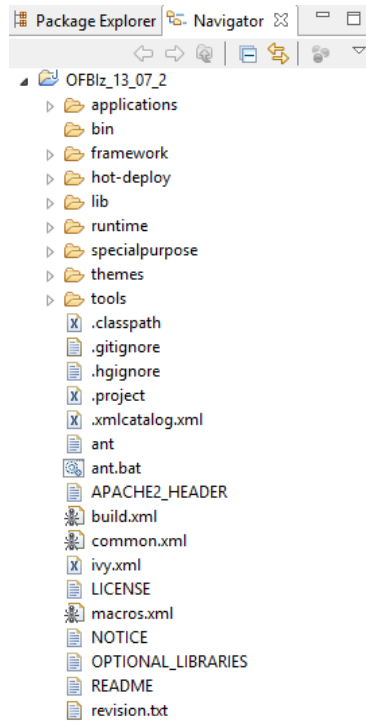 Package Explorer Navigator
OFBIz_13_07_2
applications
bin
framework
hot-deploy
lib
runtime
specialpurpose
themes
tools
.classpath
.gitignore
.hgignore
.project
.xmlcatalog.xml
ant
ant.bat
APACHE2_HEADER
build.xml
common.xml
ivy.xml
LICENSE
macros.xml
NOTICE
OPTIONAL_LIBRARIES
README
revision.txt